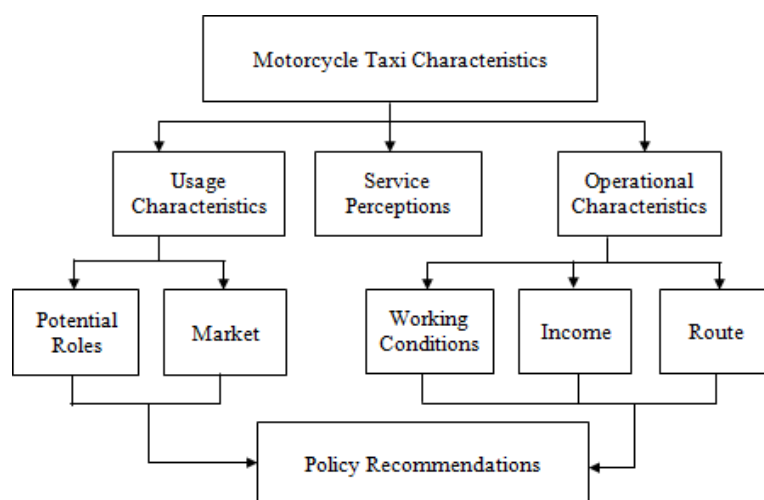 Motorcycle Taxi Characteristics
Usage
Characteristics
Service
Perceptions
Operational
Characteristics
Potential
Roles
Market
Working
Conditions
Income
Route
Policy Recommendations